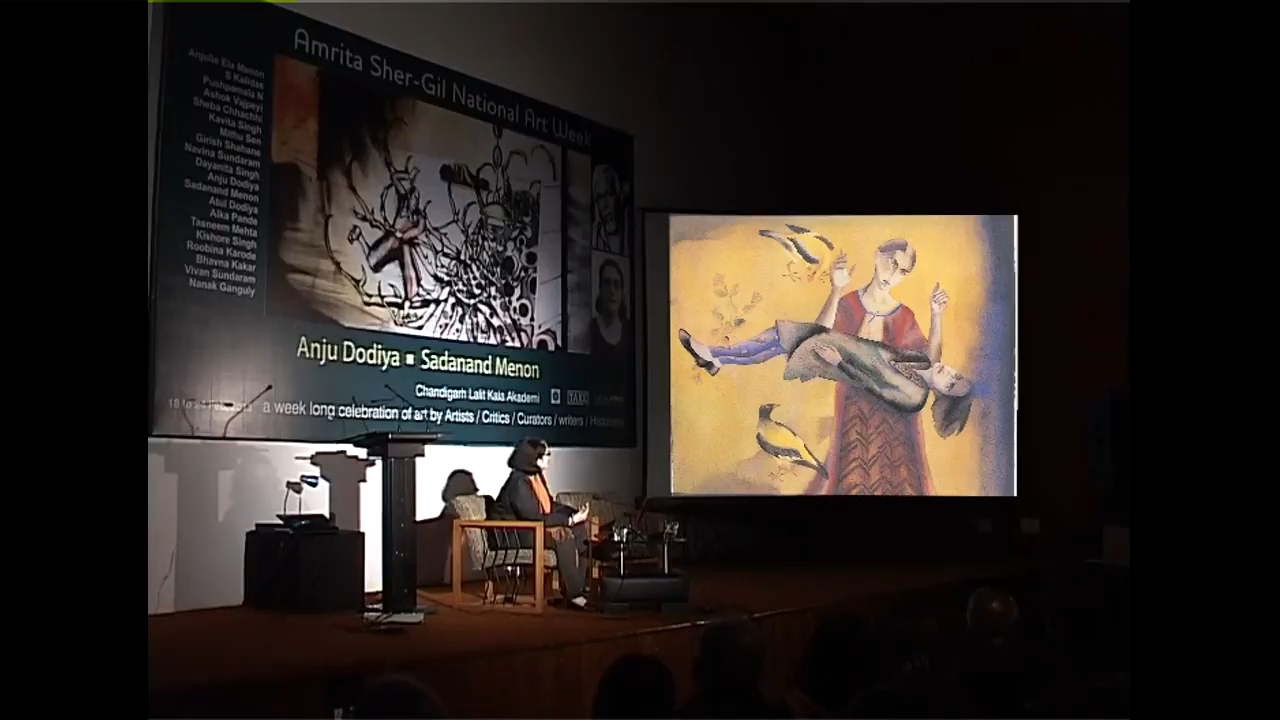 Amrita Sher-Gil National Art Week
Anjolie Ela Menon
S Kalidas
Pushpamala N
Ashok Vajpeyi
Sheba Chhachhi
Kavita Singh
Mithu Sen
Girish Shahane
Navina Sundaram
Dayanita Singh
Anju Dodiya
Sadanand Menon
Atul Dodiya
Alka Pande
Tasneem Mehta
Kishore Singh
Roobina Karode
Bhavna Kakar
Vivan Sundaram
Nanak Ganguly
Anju Dodiya ▪ Sadanand Menon
Chandigarh Lalit Kala Akademi
a week long celebration of art by Artists / Critics / Curators / writers /